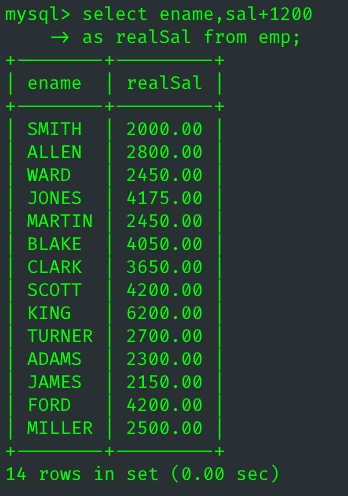 mysql> select ename,sal+1200
    -> as realSal from emp;
+--------+---------+
| ename  | realSal |
+--------+---------+
| SMITH  | 2000.00 |
| ALLEN  | 2800.00 |
| WARD   | 2450.00 |
| JONES  | 4175.00 |
| MARTIN | 2450.00 |
| BLAKE  | 4050.00 |
| CLARK  | 3650.00 |
| SCOTT  | 4200.00 |
| KING   | 6200.00 |
| TURNER | 2700.00 |
| ADAMS  | 2300.00 |
| JAMES  | 2150.00 |
| FORD   | 4200.00 |
| MILLER | 2500.00 |
+--------+---------+
14 rows in set (0.00 sec)